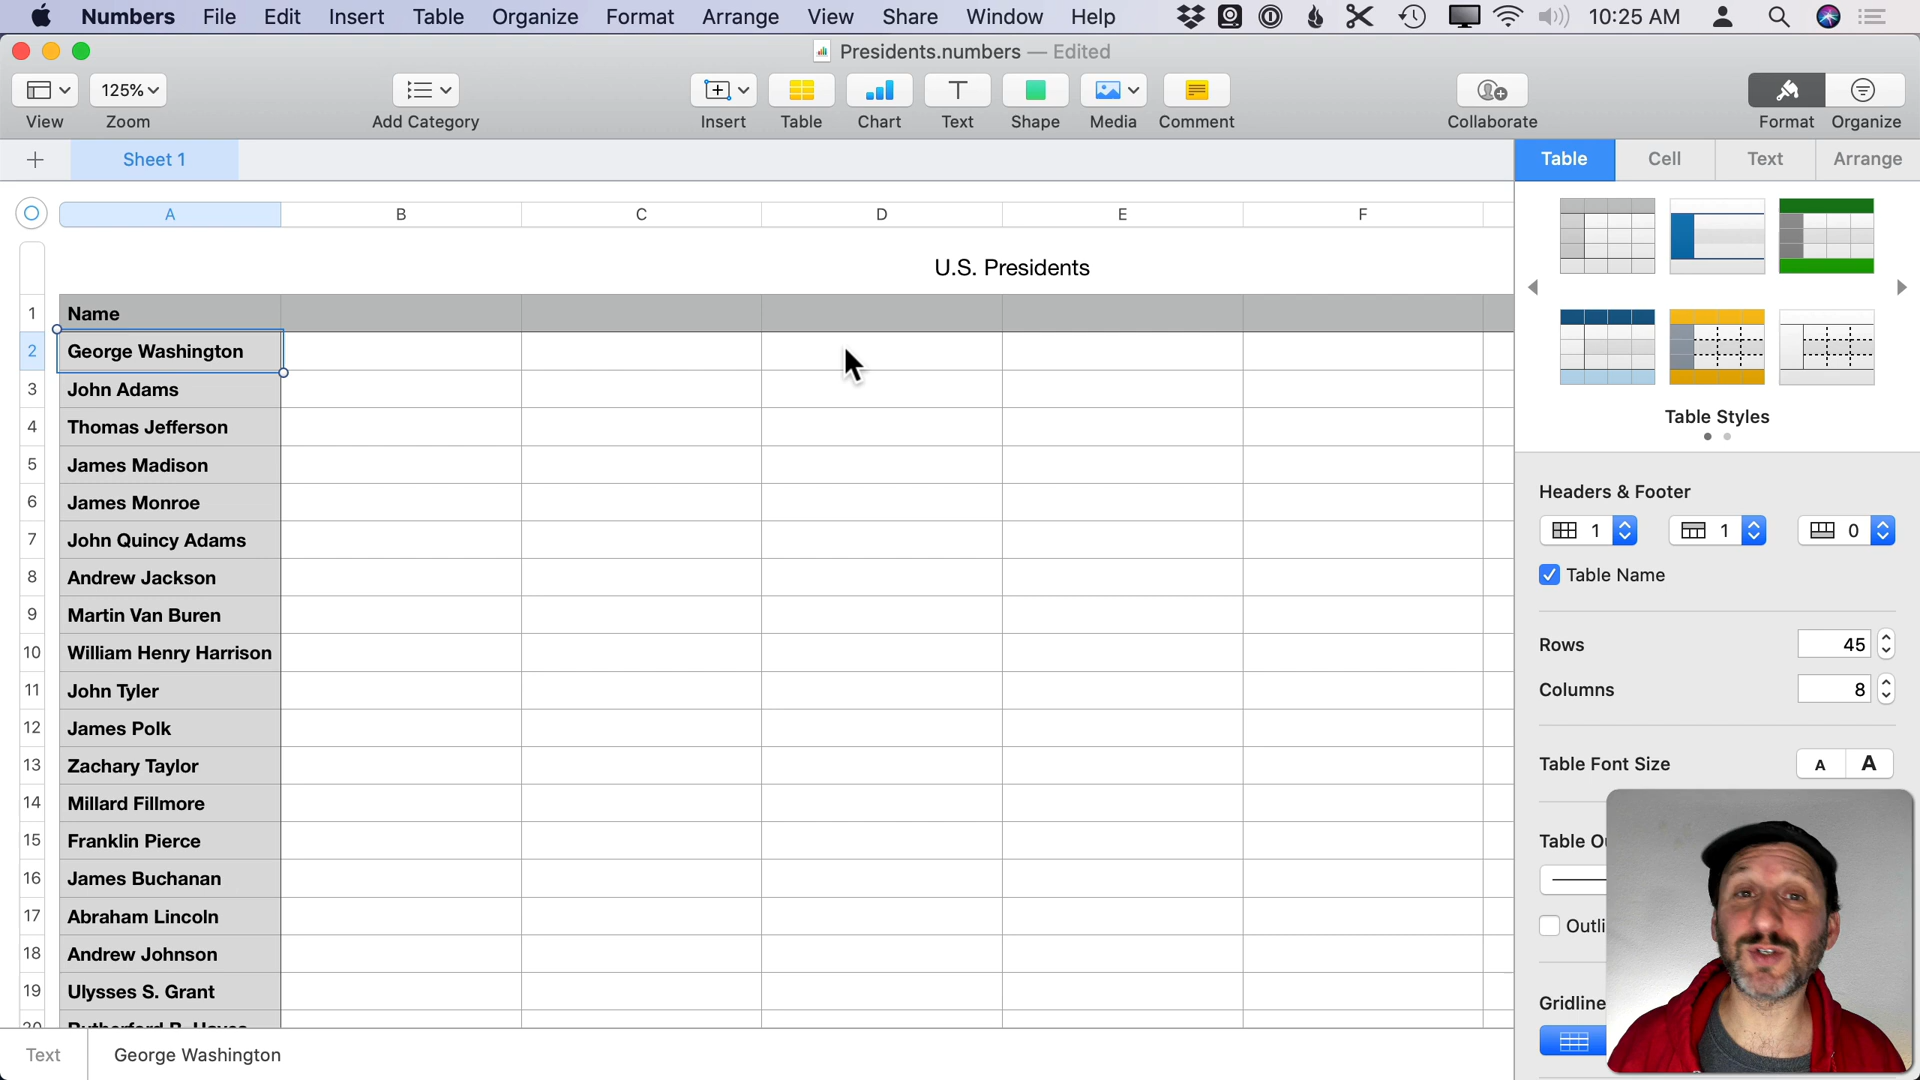 Numbers File Edit Insert Table Organize Format Arrange View Share Window Help 10:25 AM
Presidents.numbers — Edited
125%
View Zoom Add Category Insert Table Chart Text Shape Media Comment Collaborate Format Organize
Sheet 1
Table Cell Text Arrange
A B C D E F
U.S. Presidents
1 Name
2 George Washington
3 John Adams
4 Thomas Jefferson
5 James Madison
6 James Monroe
7 John Quincy Adams
8 Andrew Jackson
9 Martin Van Buren
10 William Henry Harrison
11 John Tyler
12 James Polk
13 Zachary Taylor
14 Millard Fillmore
15 Franklin Pierce
16 James Buchanan
17 Abraham Lincoln
18 Andrew Johnson
19 Ulysses S. Grant
Text George Washington
Table Styles
Headers & Footer
1 1 0
Table Name
Rows 45
Columns 8
Table Font Size A A
Table